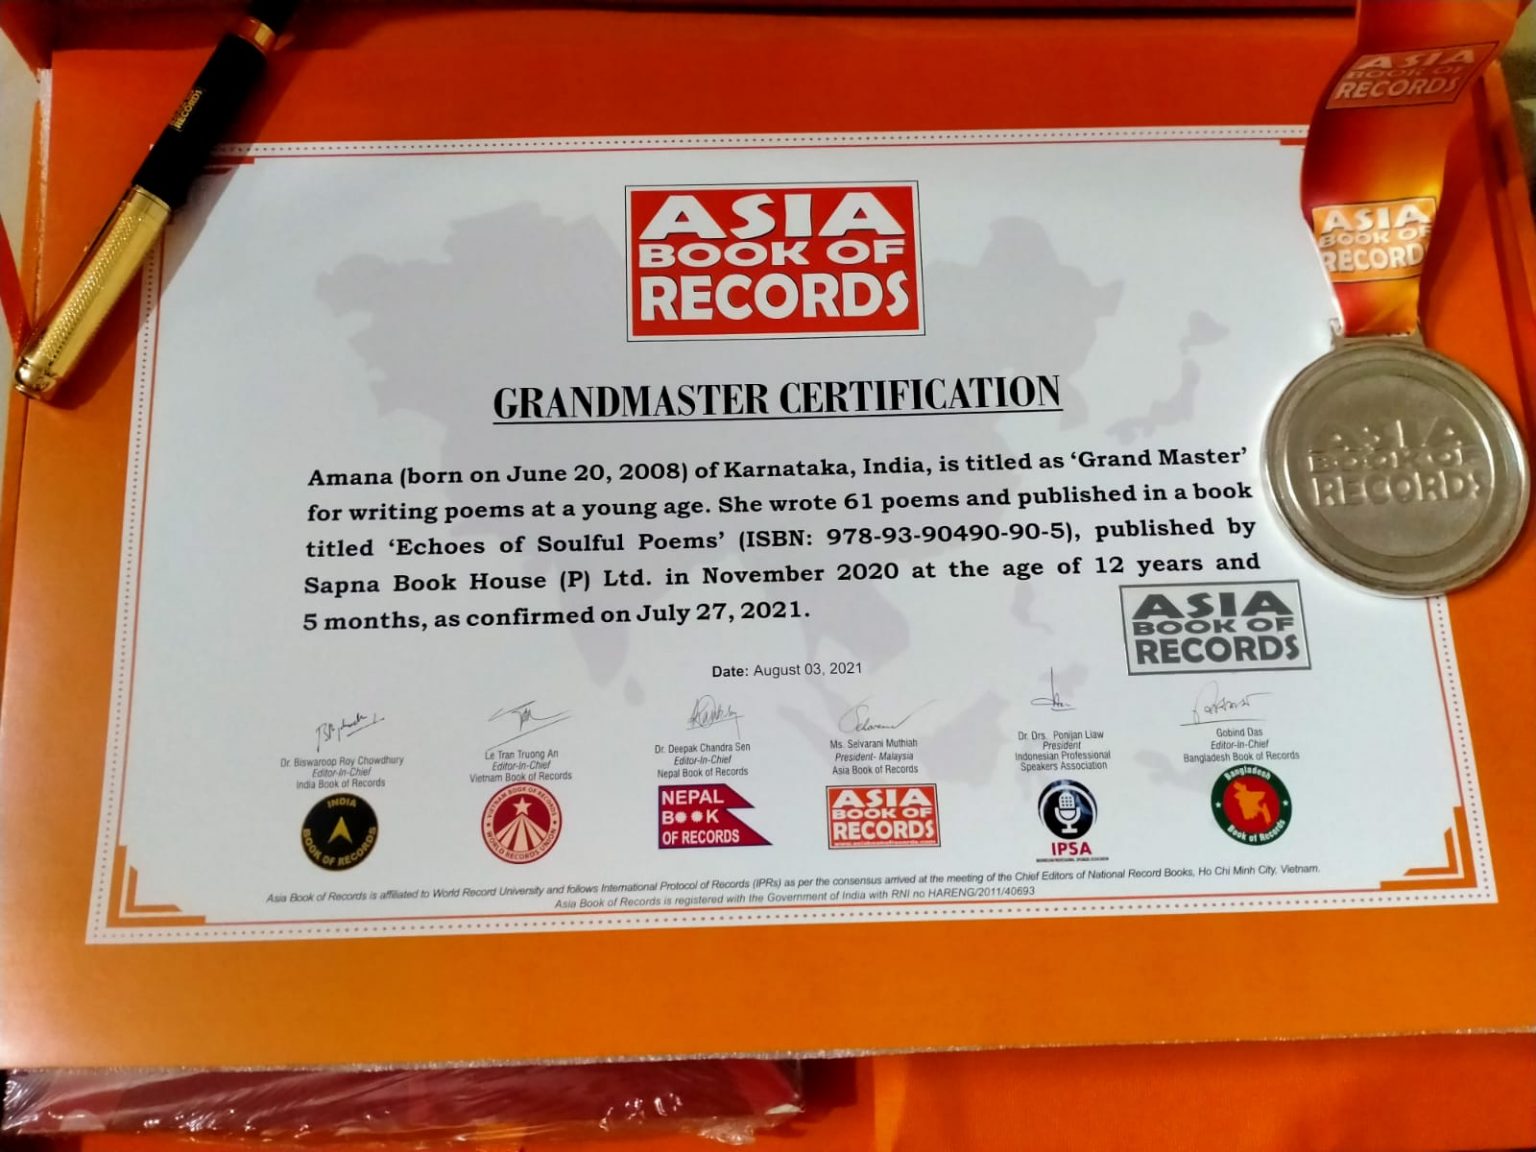 ASIA
BOOK OF
RECORDS
ASIA
BOOK OF
RECORDS
ASIA
BOOK OF
RECORD
GRANDMASTER CERTIFICATION
Amana (born on June 20, 2008) of Karnataka, India, is titled as ‘Grand Master’
for writing poems at a young age. She wrote 61 poems and published in a book
titled ‘Echoes of Soulful Poems’ (ISBN: 978-93-90490-90-5), published by
Sapna Book House (P) Ltd. in November 2020 at the age of 12 years and
5 months, as confirmed on July 27, 2021.
ASIA
BOOK OF
RECORDS
ASIA
BOOK OF
RECORDS
Date: August 03, 2021
Dr. Biswaroop Roy Chowdhury
Editor-In-Chief
India Book of Records
Le Tran Truong An
Editor-In-Chief
Vietnam Book of Records
Dr. Deepak Chandra Sen
Editor-In-Chief
Nepal Book of Records
Ms. Selvarani Muthiah
President- Malaysia
Asia Book of Records
Dr. Drs. Ponijan Liaw
President
Indonesian Professional
Speakers Association
Gobind Das
Editor-in-Chief
Bangladesh Book of Records
INDIA
BOOK OF RECORDS
VIETNAM BOOK OF RECORDS
WORLD RECORDS UNION
NEPAL
B K
OF RECORDS
ASIA
BOOK OF
RECORDS
IPSA
Bangladesh
Book of Records
Asia Book of Records is affiliated to World Record University and follows International Protocol of Records (IPRs) as per the consensus arrived at the meeting of the Chief Editors of National Record Books, Ho Chi Minh City, Vietnam.
Asia Book of Records is registered with the Government of India with RNI no HARENG/2011/40693